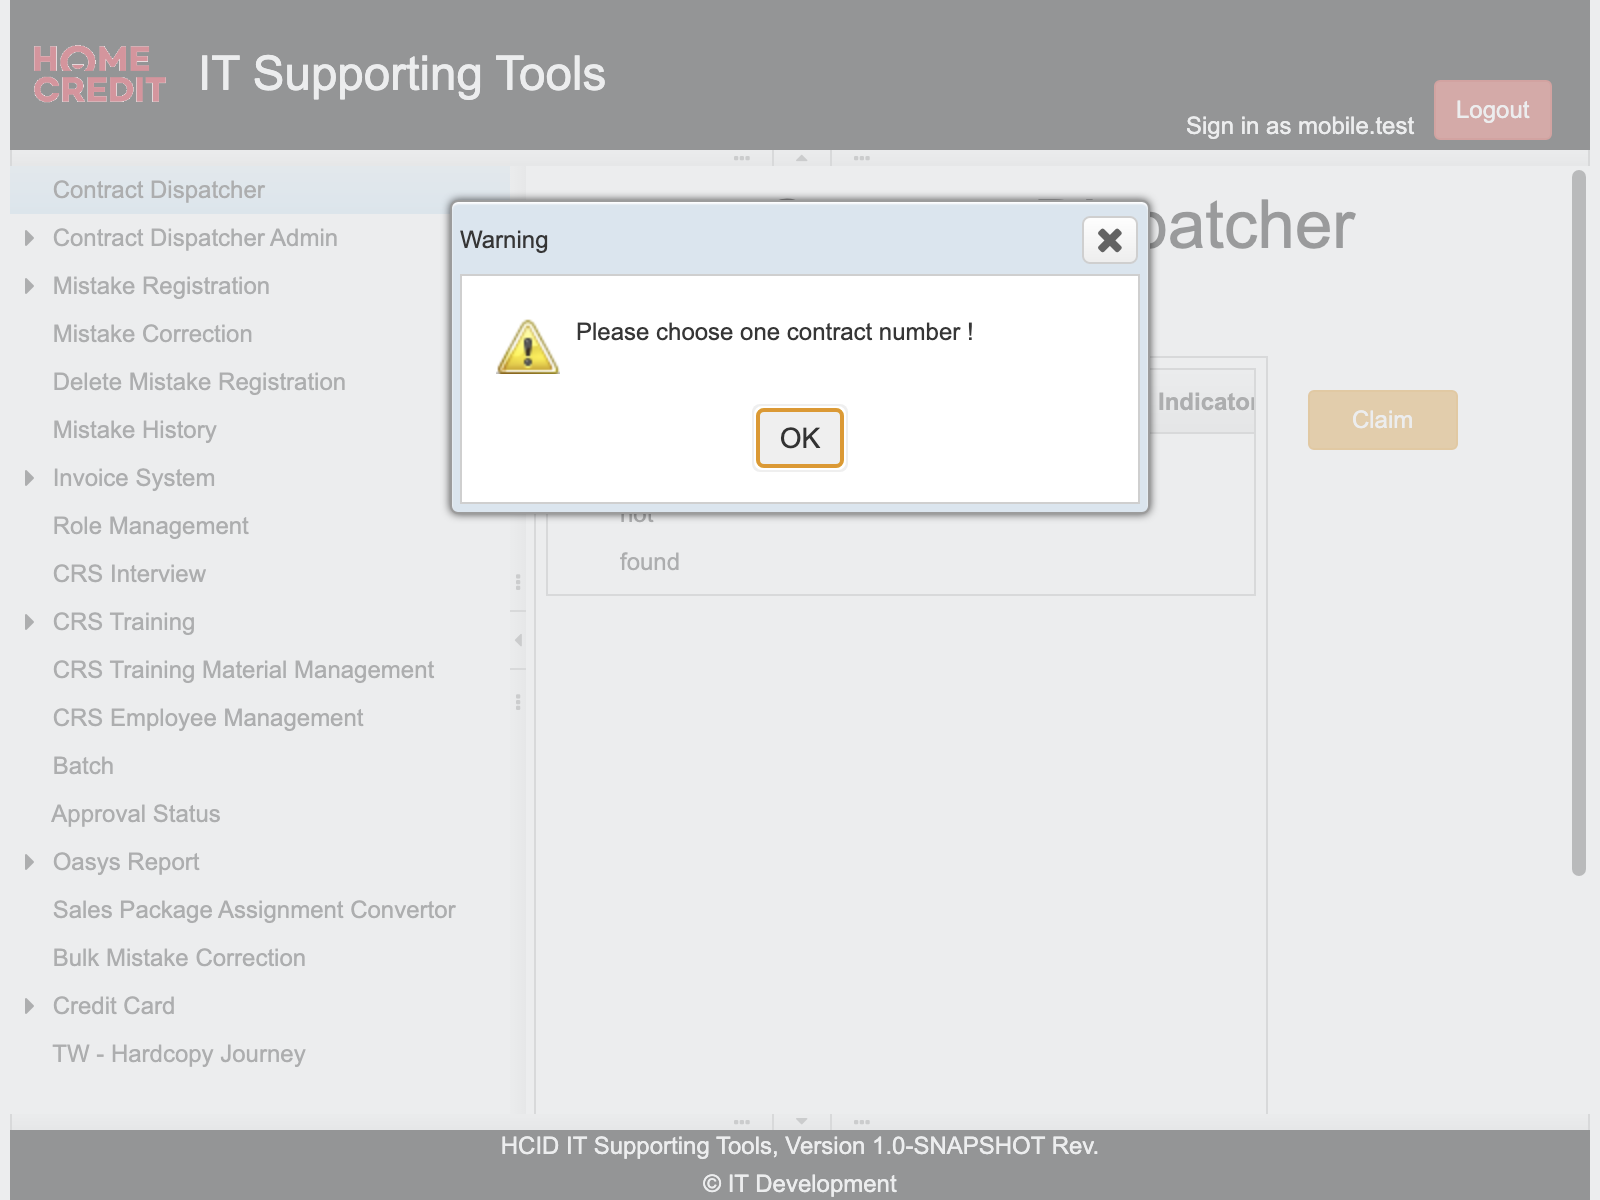 HOME
CREDIT
IT Supporting Tools
Sign in as mobile.test
Logout
Contract Dispatcher
Contract Dispatcher Admin
Mistake Registration
Mistake Correction
Delete Mistake Registration
Mistake History
Invoice System
Role Management
CRS Interview
CRS Training
CRS Training Material Management
CRS Employee Management
Batch
Approval Status
Oasys Report
Sales Package Assignment Convertor
Bulk Mistake Correction
Credit Card
TW - Hardcopy Journey
patcher
Warning
Please choose one contract number !
OK
Indicator
Claim
not
found
HCID IT Supporting Tools, Version 1.0-SNAPSHOT Rev.
© IT Development